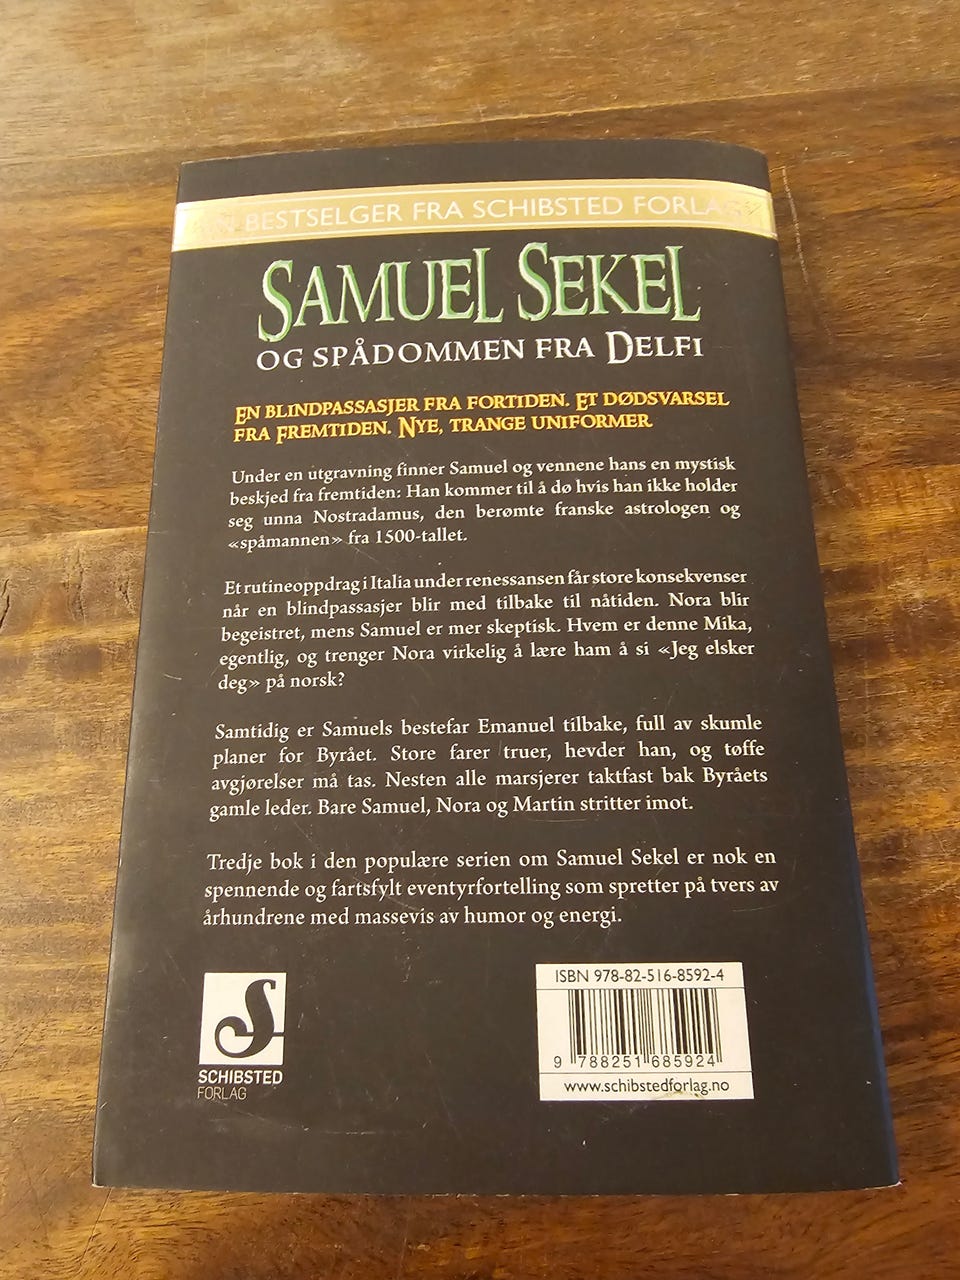 BESTSELGER FRA SCHIBSTED FORLAG
SAMUEL SEKEL
OG SPÅDOMMEN FRA DELFI
EN BLINDPASSASJER FRA FORTIDEN. ET DØDSVARSEL
FRA FREMTIDEN. NYE, TRANGE UNIFORMER
Under en utgravning finner Samuel og vennene hans en mystisk
beskjed fra fremtiden: Han kommer til å dø hvis han ikke holder
seg unna Nostradamus, den berømte franske astrologen og
«spåmannen» fra 1500-tallet.
Et rutineoppdrag i Italia under renessansen får store konsekvenser
når en blindpassasjer blir med tilbake til nåtiden. Nora blir
begeistret, mens Samuel er mer skeptisk. Hvem er denne Mika,
egentlig, og trenger Nora virkelig å lære ham å si «Jeg elsker
deg» på norsk?
Samtidig er Samuels bestefar Emanuel tilbake, full av skumle
planer for Byrået. Store farer truer, hevder han, og tøffe
avgjørelser må tas. Nesten alle marsjerer taktfast bak Byråets
gamle leder. Bare Samuel, Nora og Martin stritter imot.
Tredje bok i den populære serien om Samuel Sekel er nok en
spennende og fartsfylt eventyrfortelling som spretter på tvers av
århundrene med massevis av humor og energi.
S
SCHIBSTED
FORLAG
ISBN 978-82-516-8592-4
9 788251 685924
www.schibstedforlag.no